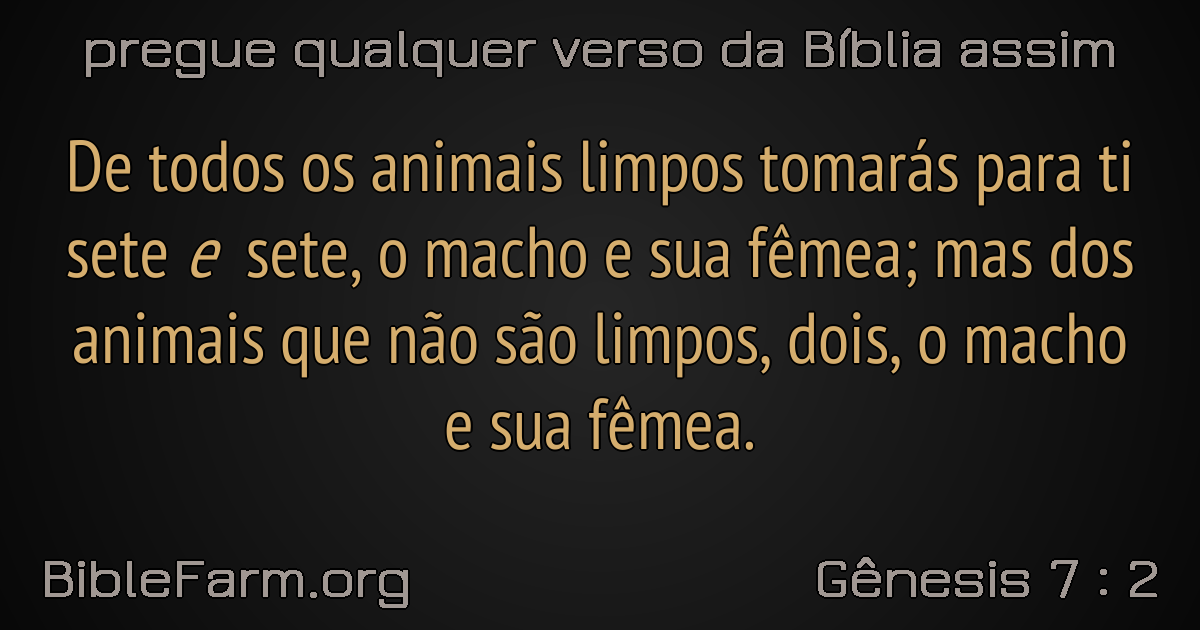 pregue qualquer verso da Bíblia assim
De todos os animais limpos tomarás para ti
sete e sete, o macho e sua fêmea; mas dos
animais que não são limpos, dois, o macho
e sua fêmea.
BibleFarm.org
Gênesis 7 : 2